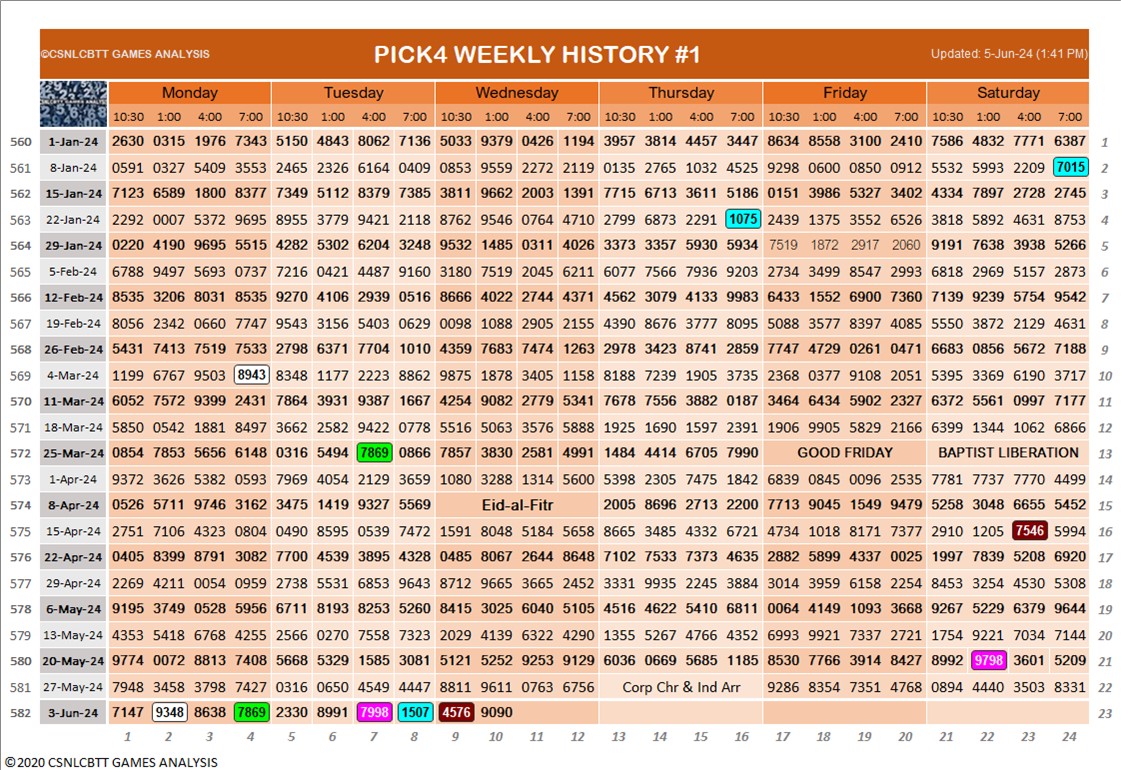 ©CSNLCBTT GAMES ANALYSIS PICK4 WEEKLY HISTORY #1 Updated: 5-Jun-24 (1:41 PM)
Monday Tuesday Wednesday Thursday Friday Saturday
10:30 1:00 4:00 7:00 10:30 1:00 4:00 7:00 10:30 1:00 4:00 7:00 10:30 1:00 4:00 7:00 10:30 1:00 4:00 7:00 10:30 1:00 4:00 7:00
560 1-Jan-24 2630 0315 1976 7343 5150 4843 8062 7136 5033 9379 0426 1194 3957 3814 4457 3447 8634 8558 3100 2410 7586 4832 7771 6387 1
561 8-Jan-24 0591 0327 5409 3553 2465 2326 6164 0409 0853 9559 2272 2119 0135 2765 1032 4525 9298 0600 0850 0912 5532 5993 2209 7015 2
562 15-Jan-24 7123 6589 1800 8377 7349 5112 8379 7385 3811 9662 2003 1391 7715 6713 3611 5186 0151 3986 5327 3402 4334 7897 2728 2745 3
563 22-Jan-24 2292 0007 5372 9695 8955 3779 9421 2118 8762 9546 0764 4710 2799 6873 2291 1075 2439 1375 3552 6526 3818 5892 4631 8753 4
564 29-Jan-24 0220 4190 9695 5515 4282 5302 6204 3248 9532 1485 0311 4026 3373 3357 5930 5934 7519 1872 2917 2060 9191 7638 3938 5266 5
565 5-Feb-24 6788 9497 5693 0737 7216 0421 4487 9160 3180 7519 2045 6211 6077 7566 7936 9203 2734 3499 8547 2993 6818 2969 5157 2873 6
566 12-Feb-24 8535 3206 8031 8535 9270 4106 2939 0516 8666 4022 2744 4371 4562 3079 4133 9983 6433 1552 6900 7360 7139 9239 5754 9542 7
567 19-Feb-24 8056 2342 0660 7747 9543 3156 5403 0629 0098 1088 2905 2155 4390 8676 3777 8095 5088 3577 8397 4085 5550 3872 2129 4631 8
568 26-Feb-24 5431 7413 7519 7533 2798 6371 7704 1010 4359 7683 7474 1263 2978 3423 8741 2859 7747 4729 0261 0471 6683 0856 5672 7188 9
569 4-Mar-24 1199 6767 9503 8943 8348 1177 2223 8862 9875 1878 3405 1158 8188 7239 1905 3735 2368 0377 9108 2051 5395 3369 6190 3717 10
570 11-Mar-24 6052 7572 9399 2431 7864 3931 9387 1667 4254 9082 2779 5341 7678 7556 3882 0187 3464 6434 5902 2327 6372 5561 0997 7177 11
571 18-Mar-24 5850 0542 1881 8497 3662 2582 9422 0778 5516 5063 3576 5888 1925 1690 1597 2391 1906 9905 5829 2166 6399 1344 1062 6866 12
572 25-Mar-24 0854 7853 5656 6148 0316 5494 7869 0866 7857 3830 2581 4991 1484 4414 6705 7990 GOOD FRIDAY BAPTIST LIBERATION 13
573 1-Apr-24 9372 3626 5382 0593 7969 4054 2129 3659 1080 3288 1314 5600 5398 2305 7475 1842 6839 0845 0096 2535 7781 7737 7770 4499 14
574 8-Apr-24 0526 5711 9746 3162 3475 1419 9327 5569 Eid-al-Fitr 2005 8696 2713 2200 7713 9045 1549 9479 5258 3048 6655 5452 15
575 15-Apr-24 2751 7106 4323 0804 0490 8595 0539 7472 1591 8048 5184 5658 8665 3485 4332 6721 4734 1018 8171 7377 2910 1205 7546 5994 16
576 22-Apr-24 0405 8399 8791 3082 7700 4539 3895 4328 0485 8067 2644 8648 7102 7533 7373 4635 2882 5899 4337 0025 1997 7839 5208 6920 17
577 29-Apr-24 2269 4211 0054 0959 2738 5531 6853 9643 8712 9665 3665 2452 3331 9935 2245 3884 3014 3959 6158 2254 8453 3254 4530 5308 18
578 6-May-24 9195 3749 0528 5956 6711 8193 8253 5260 8415 3025 6040 5105 4516 4622 5410 6811 0064 4149 1093 3668 9267 5229 6379 9644 19
579 13-May-24 4353 5418 6768 4255 2566 0270 7558 7323 2029 4139 6322 4290 1355 5267 4766 4352 6993 9921 7337 2721 1754 9221 7034 7144 20
580 20-May-24 9774 0072 8813 7408 5668 5329 1585 3081 5121 5252 9253 9129 6036 0669 5685 1185 8530 7766 3914 8427 8992 9798 3601 5209 21
581 27-May-24 7948 3458 3798 7427 0316 0650 4549 4447 8811 9611 0763 6756 Corp Chr & Ind Arr 9286 8354 7351 4768 0894 4440 3503 8331 22
582 3-Jun-24 7147 9348 8638 7869 2330 8991 7998 1507 4576 9090 23
1 2 3 4 5 6 7 8 9 10 11 12 13 14 15 16 17 18 19 20 21 22 23 24
©2020 CSNLCBTT GAMES ANALYSIS